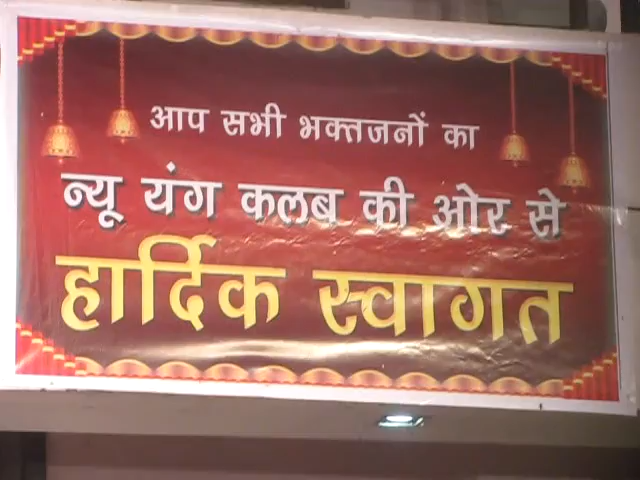 आप सभी भक्तजनों का
न्यू यंग कलब की ओर से
हार्दिक स्वागत